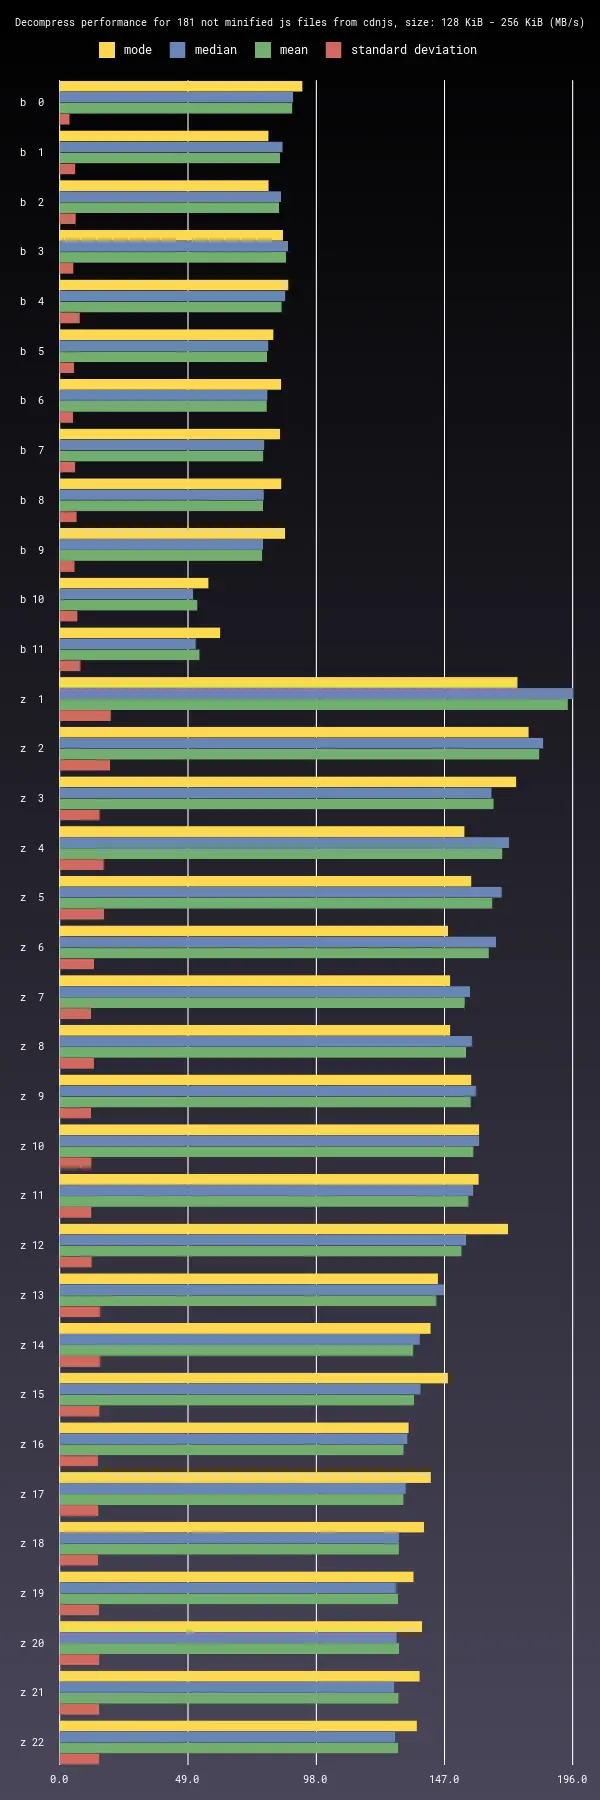 Decompress performance for 181 not minified js files from cdnjs, size: 128 KiB - 256 KiB (MB/s)
mode median mean standard deviation
b 0
b 1
b 2
b 3
b 4
b 5
b 6
b 7
b 8
b 9
b 10
b 11
z 1
z 2
z 3
z 4
z 5
z 6
z 7
z 8
z 9
z 10
z 11
z 12
z 13
z 14
z 15
z 16
z 17
z 18
z 19
z 20
z 21
z 22
0.0 49.0 98.0 147.0 196.0